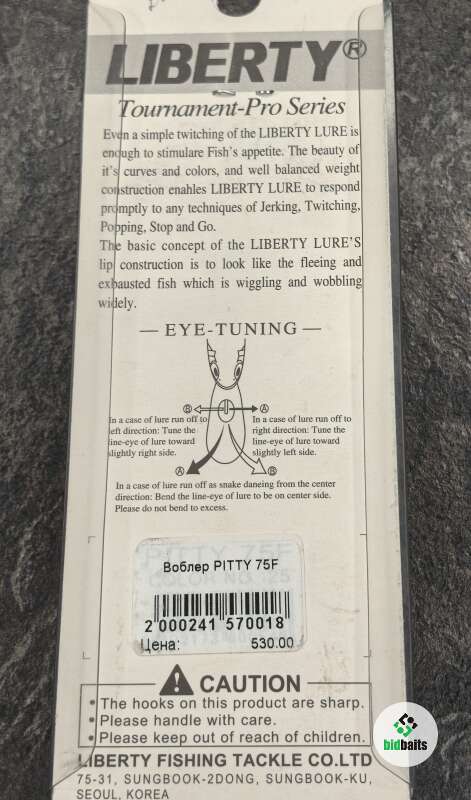 LIBERTY®
Tournament-Pro Series
Even a simple twitching of the LIBERTY LURE is
enough to stimulare Fish's appetite. The beauty of
it's curves and colors, and well balanced weight
construction enahles LIBERTY LURE to respond
promptly to any techniques of Jerking, Twitching,
Popping, Stop and Go.
The basic concept of the LIBERTY LURE'S
lip construction is to look like the fleeing and
exhausted fish which is wiggling and wobbling
widely.
— EYE-TUNING —
B A
In a case of lure run off to
left direction: Tune the
line-eye of lure toward
slightly right side.
In a case of lure run off to
right direction: Tune the
line-eye of lure toward
slightly left side.
A B
In a case of lure run off as snake daneing from the center
direction: Bend the line-eye of lure to be on center side.
Please do not bend to excess.
PITTY 75F
COLOR NO. 25
Воблер PITTY 75F
2 000241 570018
Цена: 530.00
CAUTION
• The hooks on this product are sharp.
• Please handle with care.
• Please keep out of reach of children.
LIBERTY FISHING TACKLE CO.LTD
75-31, SUNGBOOK-2DONG, SUNGBOOK-KU,
SEOUL, KOREA
bidbaits